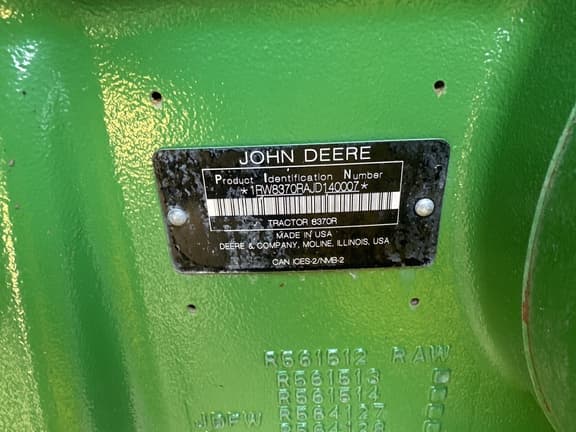 JOHN DEERE
Product Identification Number
*1RW8370RAJD140007*
TRACTOR 8370R
MADE IN USA
DEERE & COMPANY, MOLINE, ILLINOIS, USA
CAN ICES-2/NMB-2
R561512 RAW
R561513
R561514
R564127